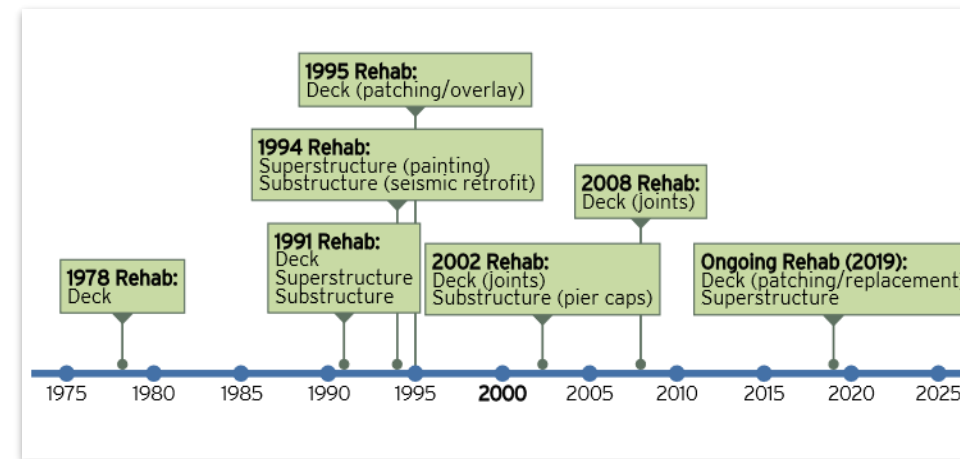 1995 Rehab:
Deck (patching/overlay)
1994 Rehab:
Superstructure (painting)
Substructure (seismic retrofit)
2008 Rehab:
Deck (joints)
1991 Rehab:
Deck
Superstructure
Substructure
2002 Rehab:
Deck (joints)
Substructure (pier caps)
Ongoing Rehab (2019):
Deck (patching/replacement)
Superstructure
1978 Rehab:
Deck
1975 1980 1985 1990 1995 2000 2005 2010 2015 2020 2025